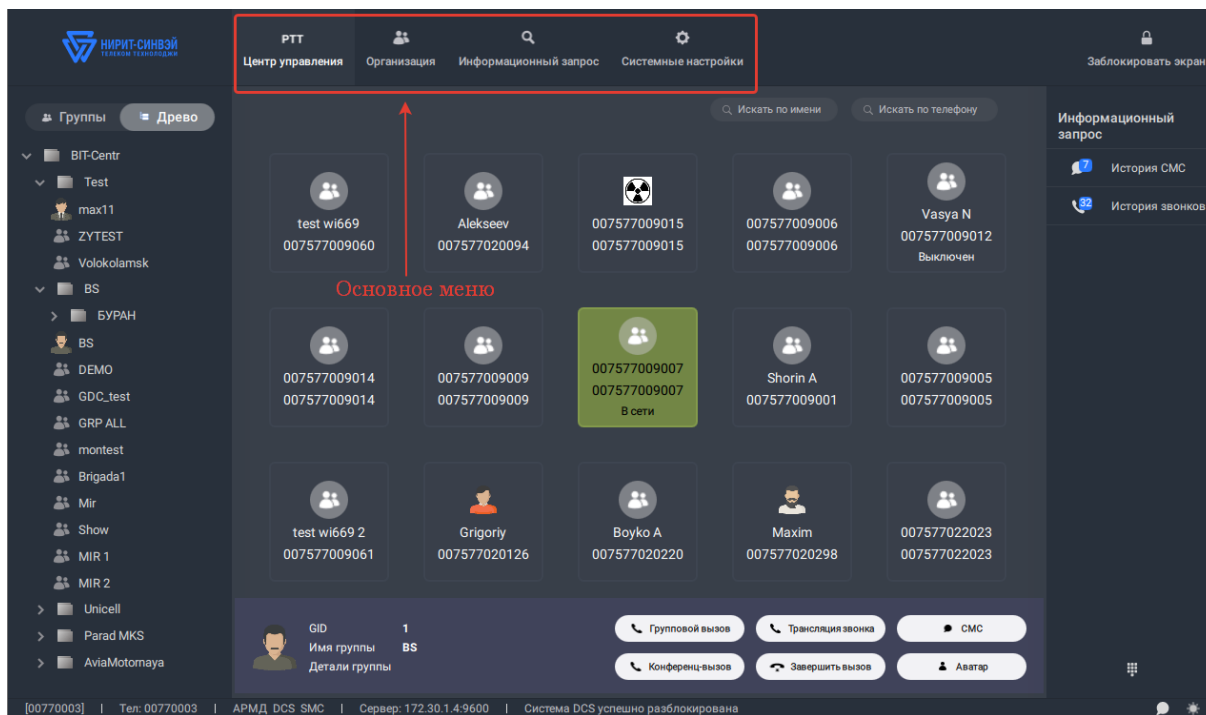 НИРИТ-СИНВЭЙ
ТЕЛЕКОМ ТЕХНОЛОДЖИ
PTT
Центр управления
Организация
Информационный запрос
Системные настройки
Заблокировать экран
Группы
Древо
Искать по имени
Искать по телефону
BIT-Centr
Test
max11
ZYTEST
Volokolamsk
BS
БУРАН
BS
DEMO
GDC_test
GRP ALL
montest
Brigada1
Mir
Show
MIR 1
MIR 2
Unicell
Parad MKS
AviaMotornaya
test wi669
007577009060
Alekseev
007577020094
007577009015
007577009015
007577009006
007577009006
Vasya N
007577009012
Выключен
Основное меню
007577009014
007577009014
007577009009
007577009009
007577009007
007577009007
В сети
Shorin A
007577009001
007577009005
007577009005
test wi669 2
007577009061
Grigoriy
007577020126
Boyko A
007577020220
Maxim
007577020298
007577022023
007577022023
Информационный
запрос
7
История СМС
32
История звонков
GID 1
Имя группы BS
Детали группы
Групповой вызов
Трансляция звонка
СМС
Конференц-вызов
Завершить вызов
Аватар
[00770003] | Тел: 00770003 | АРМД DCS SMC | Сервер: 172.30.1.4:9600 | Система DCS успешно разблокирована